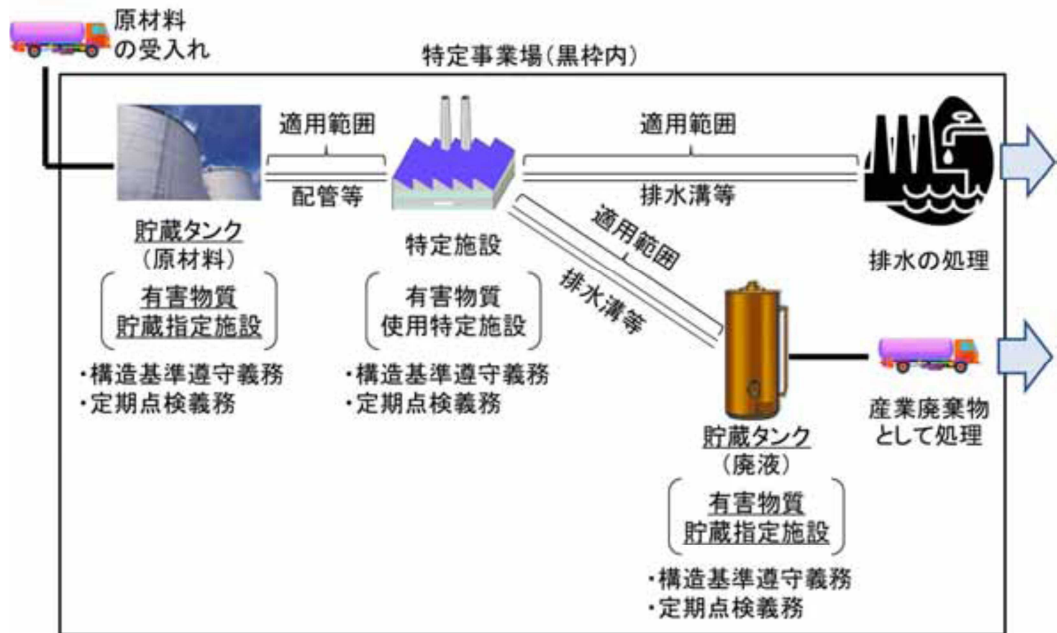 原材料
の受入れ
特定事業場（黒枠内）
適用範囲
配管等
適用範囲
排水溝等
適用範囲
排水溝等
貯蔵タンク
（原材料）
有害物質
貯蔵指定施設
・構造基準遵守義務
・定期点検義務
特定施設
有害物質
使用特定施設
・構造基準遵守義務
・定期点検義務
排水の処理
産業廃棄物
として処理
貯蔵タンク
（廃液）
有害物質
貯蔵指定施設
・構造基準遵守義務
・定期点検義務